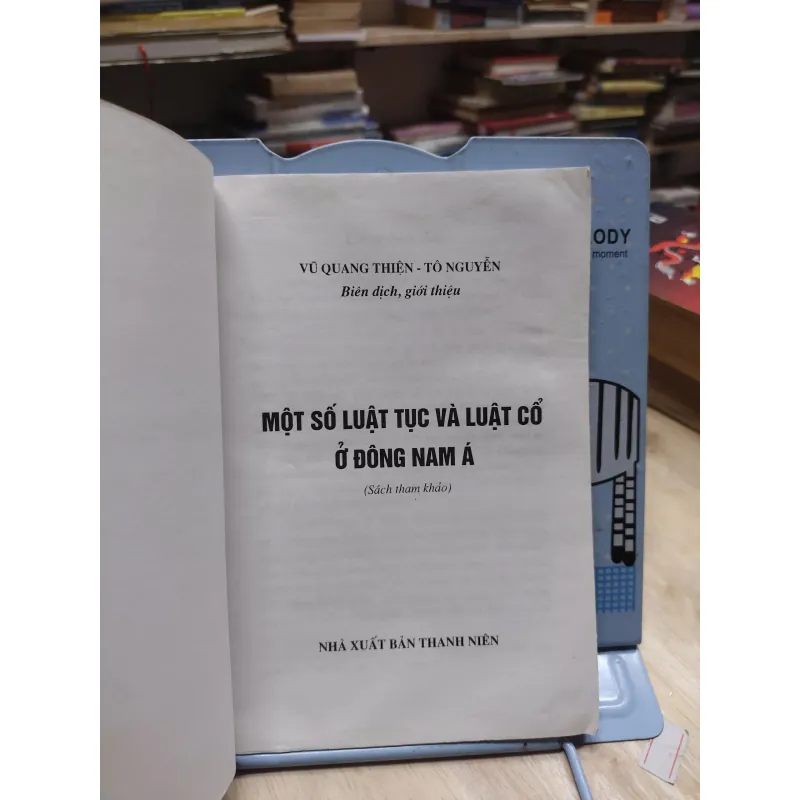 VŨ QUANG THIỆN - TÔ NGUYỄN
Biên dịch, giới thiệu
MỘT SỐ LUẬT TỤC VÀ LUẬT CỔ
Ở ĐÔNG NAM Á
(Sách tham khảo)
NHÀ XUẤT BẢN THANH NIÊN
ODY
moment